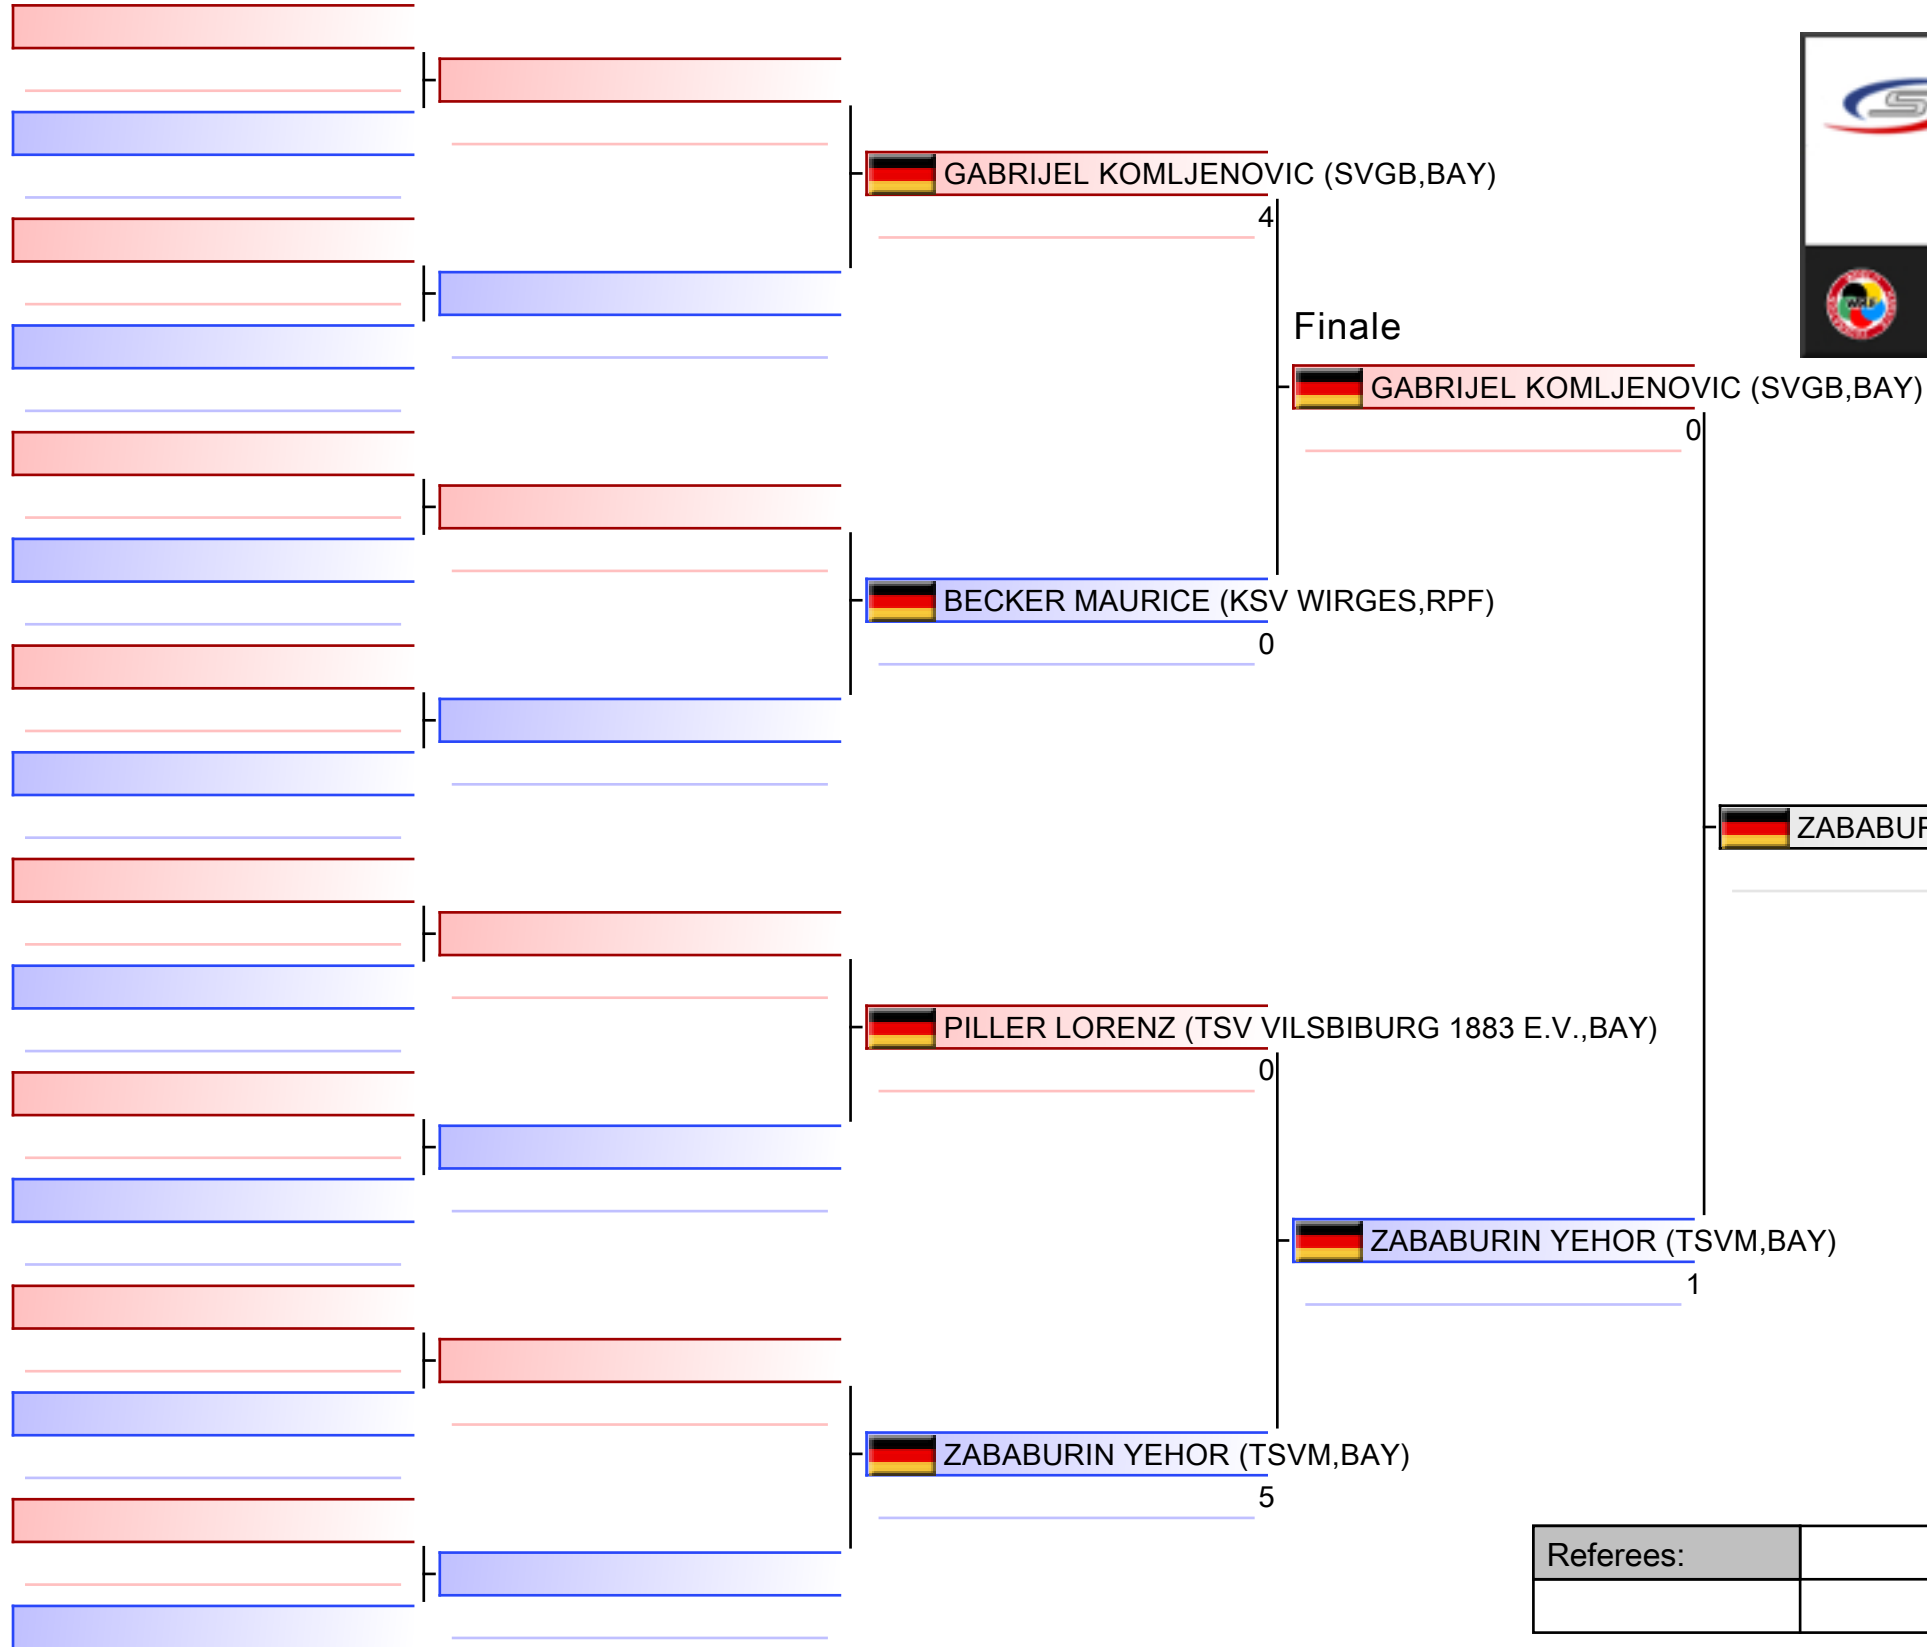 GABRIJEL KOMLJENOVIC (SVGB,BAY)
4
Finale
GABRIJEL KOMLJENOVIC (SVGB,BAY)
0
BECKER MAURICE (KSV WIRGES,RPF)
0
PILLER LORENZ (TSV VILSBIBURG 1883 E.V.,BAY)
0
ZABABURIN YEHOR (TSVM,BAY)
1
ZABABURIN YEHOR (TSVM,BAY)
5
Referees: